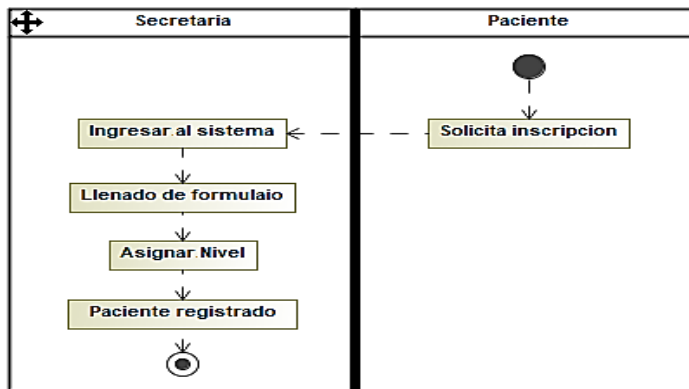 Secretaria
Paciente
Ingresar.al sistema
Solicita inscripcion
Llenado de formulaio
Asignar.Nivel
Paciente registrado